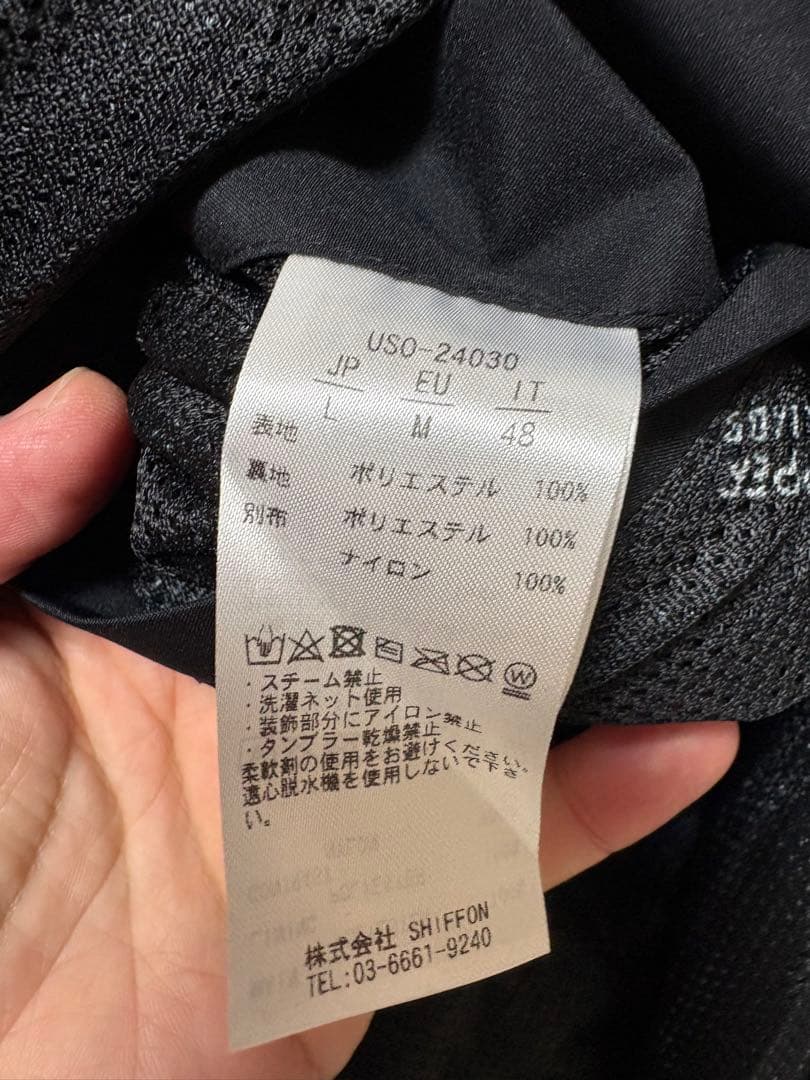 USO-24030
JP EU IT
L M 48
表地 ポリエステル 100%
裏地 ポリエステル 100%
別布 ナイロン 100%
・スチーム禁止
・洗濯ネット使用
・装飾部分にアイロン禁止
・タンブラー乾燥禁止
柔軟剤の使用をお避けください。
遠心脱水機を使用しないで下さ
い。
株式会社 SHIFFON
TEL:03-6661-9240